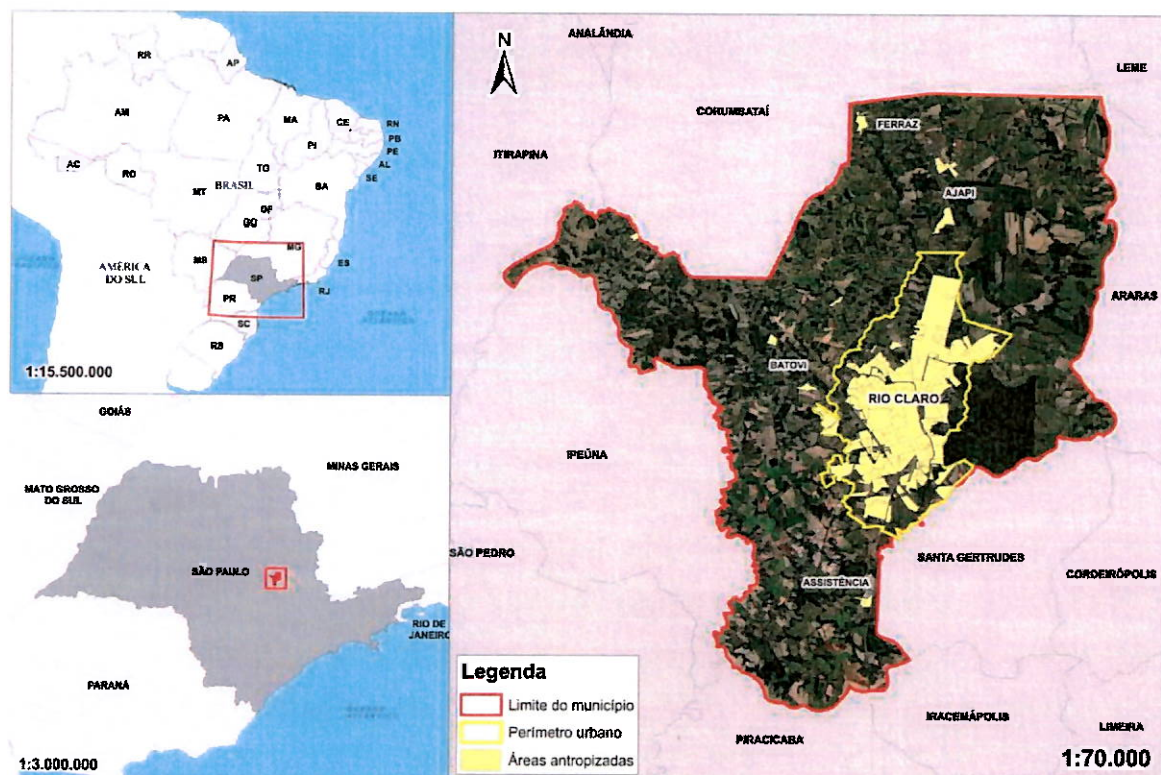 RR
AP
AM
PA
MA
CE
RN
PB
PE
AL
SE
PI
AC
RO
TO
MT
BRASIL
BA
DF
GO
MG
MS
ES
AMÉRICA
DO SUL
SP
RJ
PR
SC
RS
1:15.500.000
GOIÁS
MINAS GERAIS
MATO GROSSO
DO SUL
SÃO PAULO
RIO DE
JANEIRO
PARANÁ
1:3.000.000
N
ANALÂNDIA
LEME
CORUMBATAÍ
ITIRAPINA
FERRAZ
AJAPI
ARARAS
BATOVI
RIO CLARO
IPEÚNA
SÃO PEDRO
SANTA GERTRUDES
CORDEIRÓPOLIS
ASSISTÊNCIA
IRACEMÁPOLIS
LIMEIRA
PIRACICABA
1:70.000
Legenda
Limite do município
Perímetro urbano
Áreas antropizadas